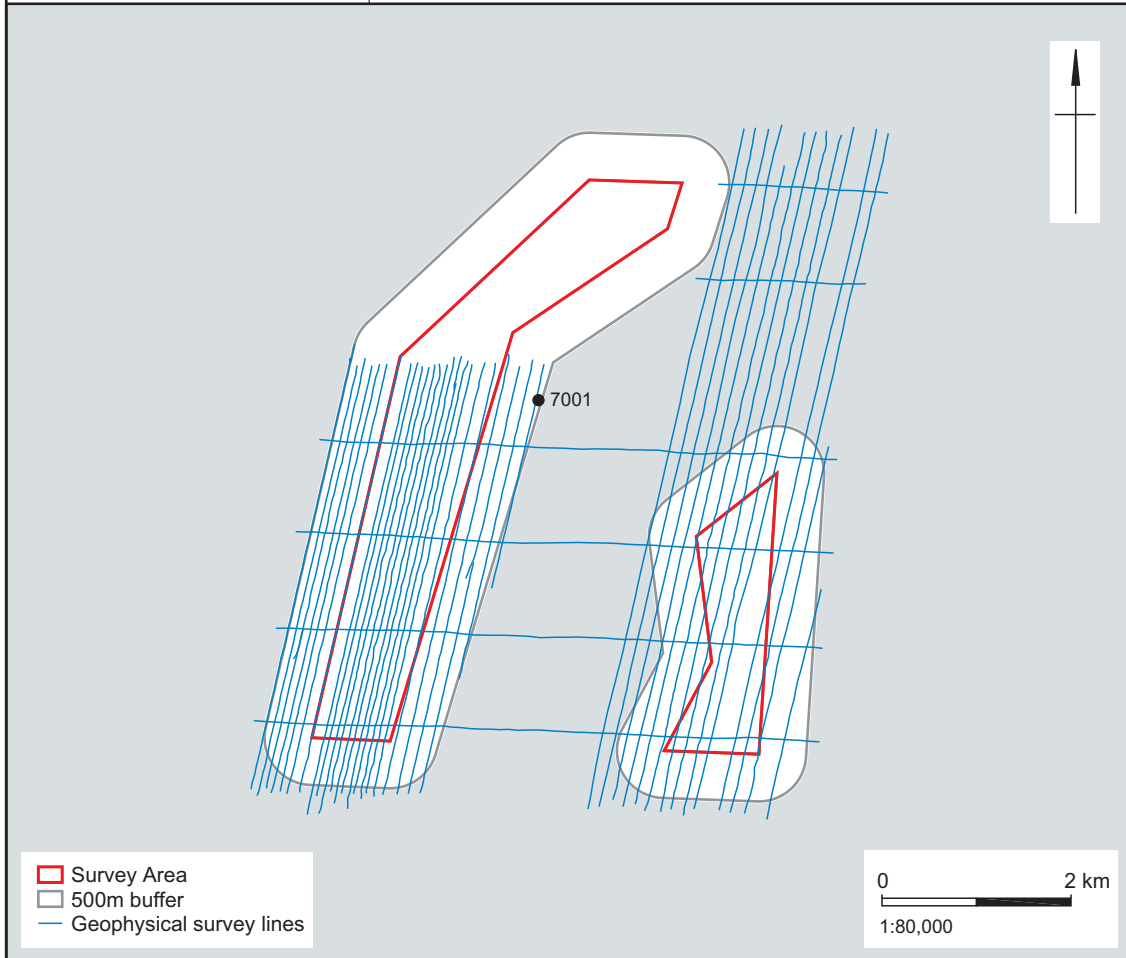 7001
Survey Area
500m buffer
Geophysical survey lines
0 2 km
1:80,000